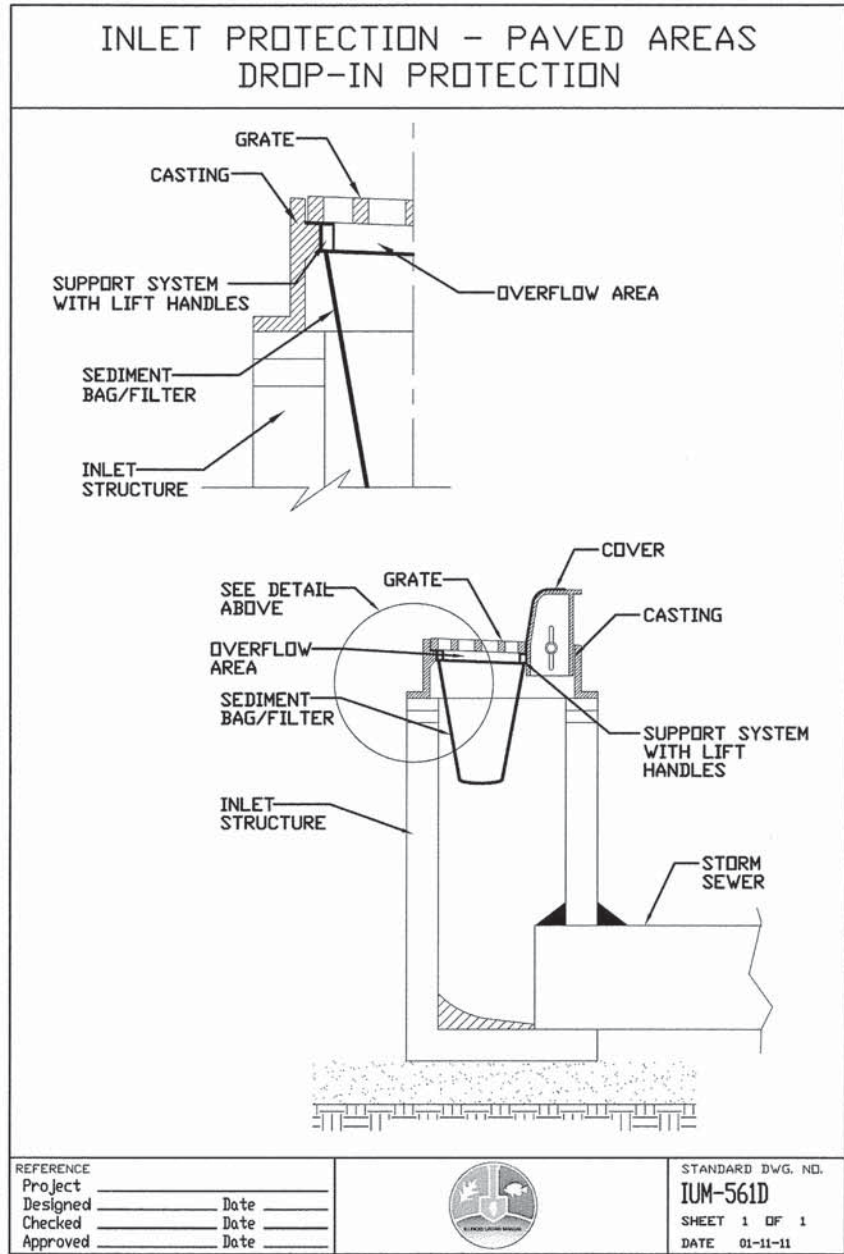 INLET PROTECTION - PAVED AREAS
DROP-IN PROTECTION
GRATE
CASTING
SUPPORT SYSTEM
WITH LIFT HANDLES
OVERFLOW AREA
SEDIMENT
BAG/FILTER
INLET
STRUCTURE
COVER
SEE DETAIL
ABOVE
GRATE
CASTING
OVERFLOW
AREA
SEDIMENT
BAG/FILTER
SUPPORT SYSTEM
WITH LIFT
HANDLES
INLET
STRUCTURE
STORM
SEWER
REFERENCE
Project
Designed Date
Checked Date
Approved Date
ILLINOIS URBAN MANUAL
STANDARD DWG. NO.
IUM-561D
SHEET 1 OF 1
DATE 01-11-11